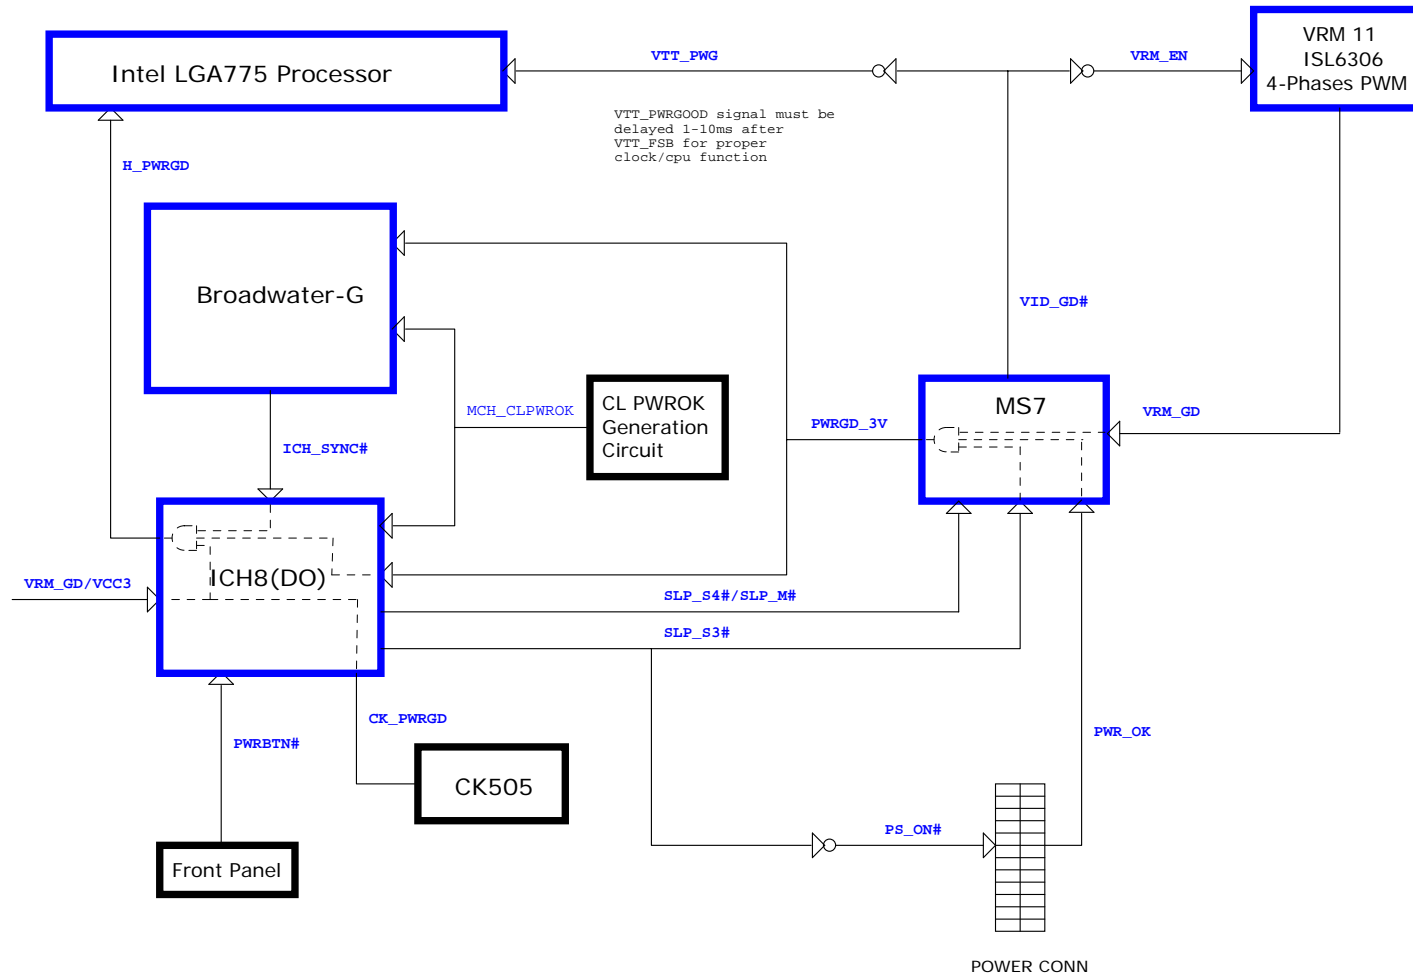 VRM 11
ISL6306
4-Phases PWM
Intel LGA775 Processor
VTT_PWG
VRM_EN
VTT_PWRGOOD signal must be
delayed 1-10ms after
VTT_FSB for proper
clock/cpu function
H_PWRGD
Broadwater-G
VID_GD#
CL PWROK
Generation
Circuit
MCH_CLPWROK
MS7
VRM_GD
PWRGD_3V
ICH_SYNC#
ICH8(DO)
VRM_GD/VCC3
SLP_S4#/SLP_M#
SLP_S3#
CK_PWRGD
PWRBTN#
PWR_OK
CK505
PS_ON#
Front Panel
POWER CONN